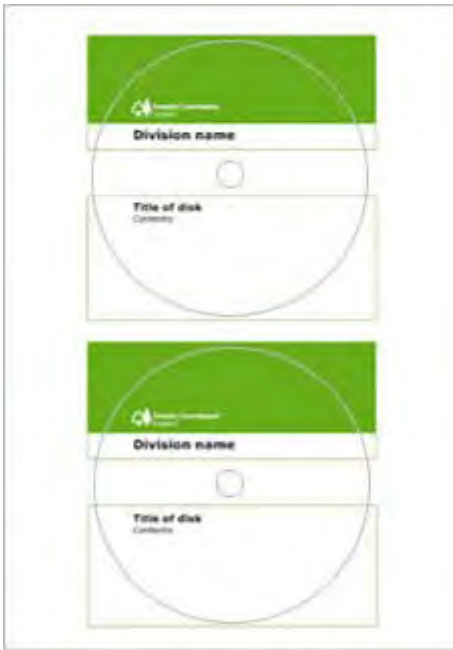 Division name
Title of disk
Contents
Division name
Title of disk
Contents